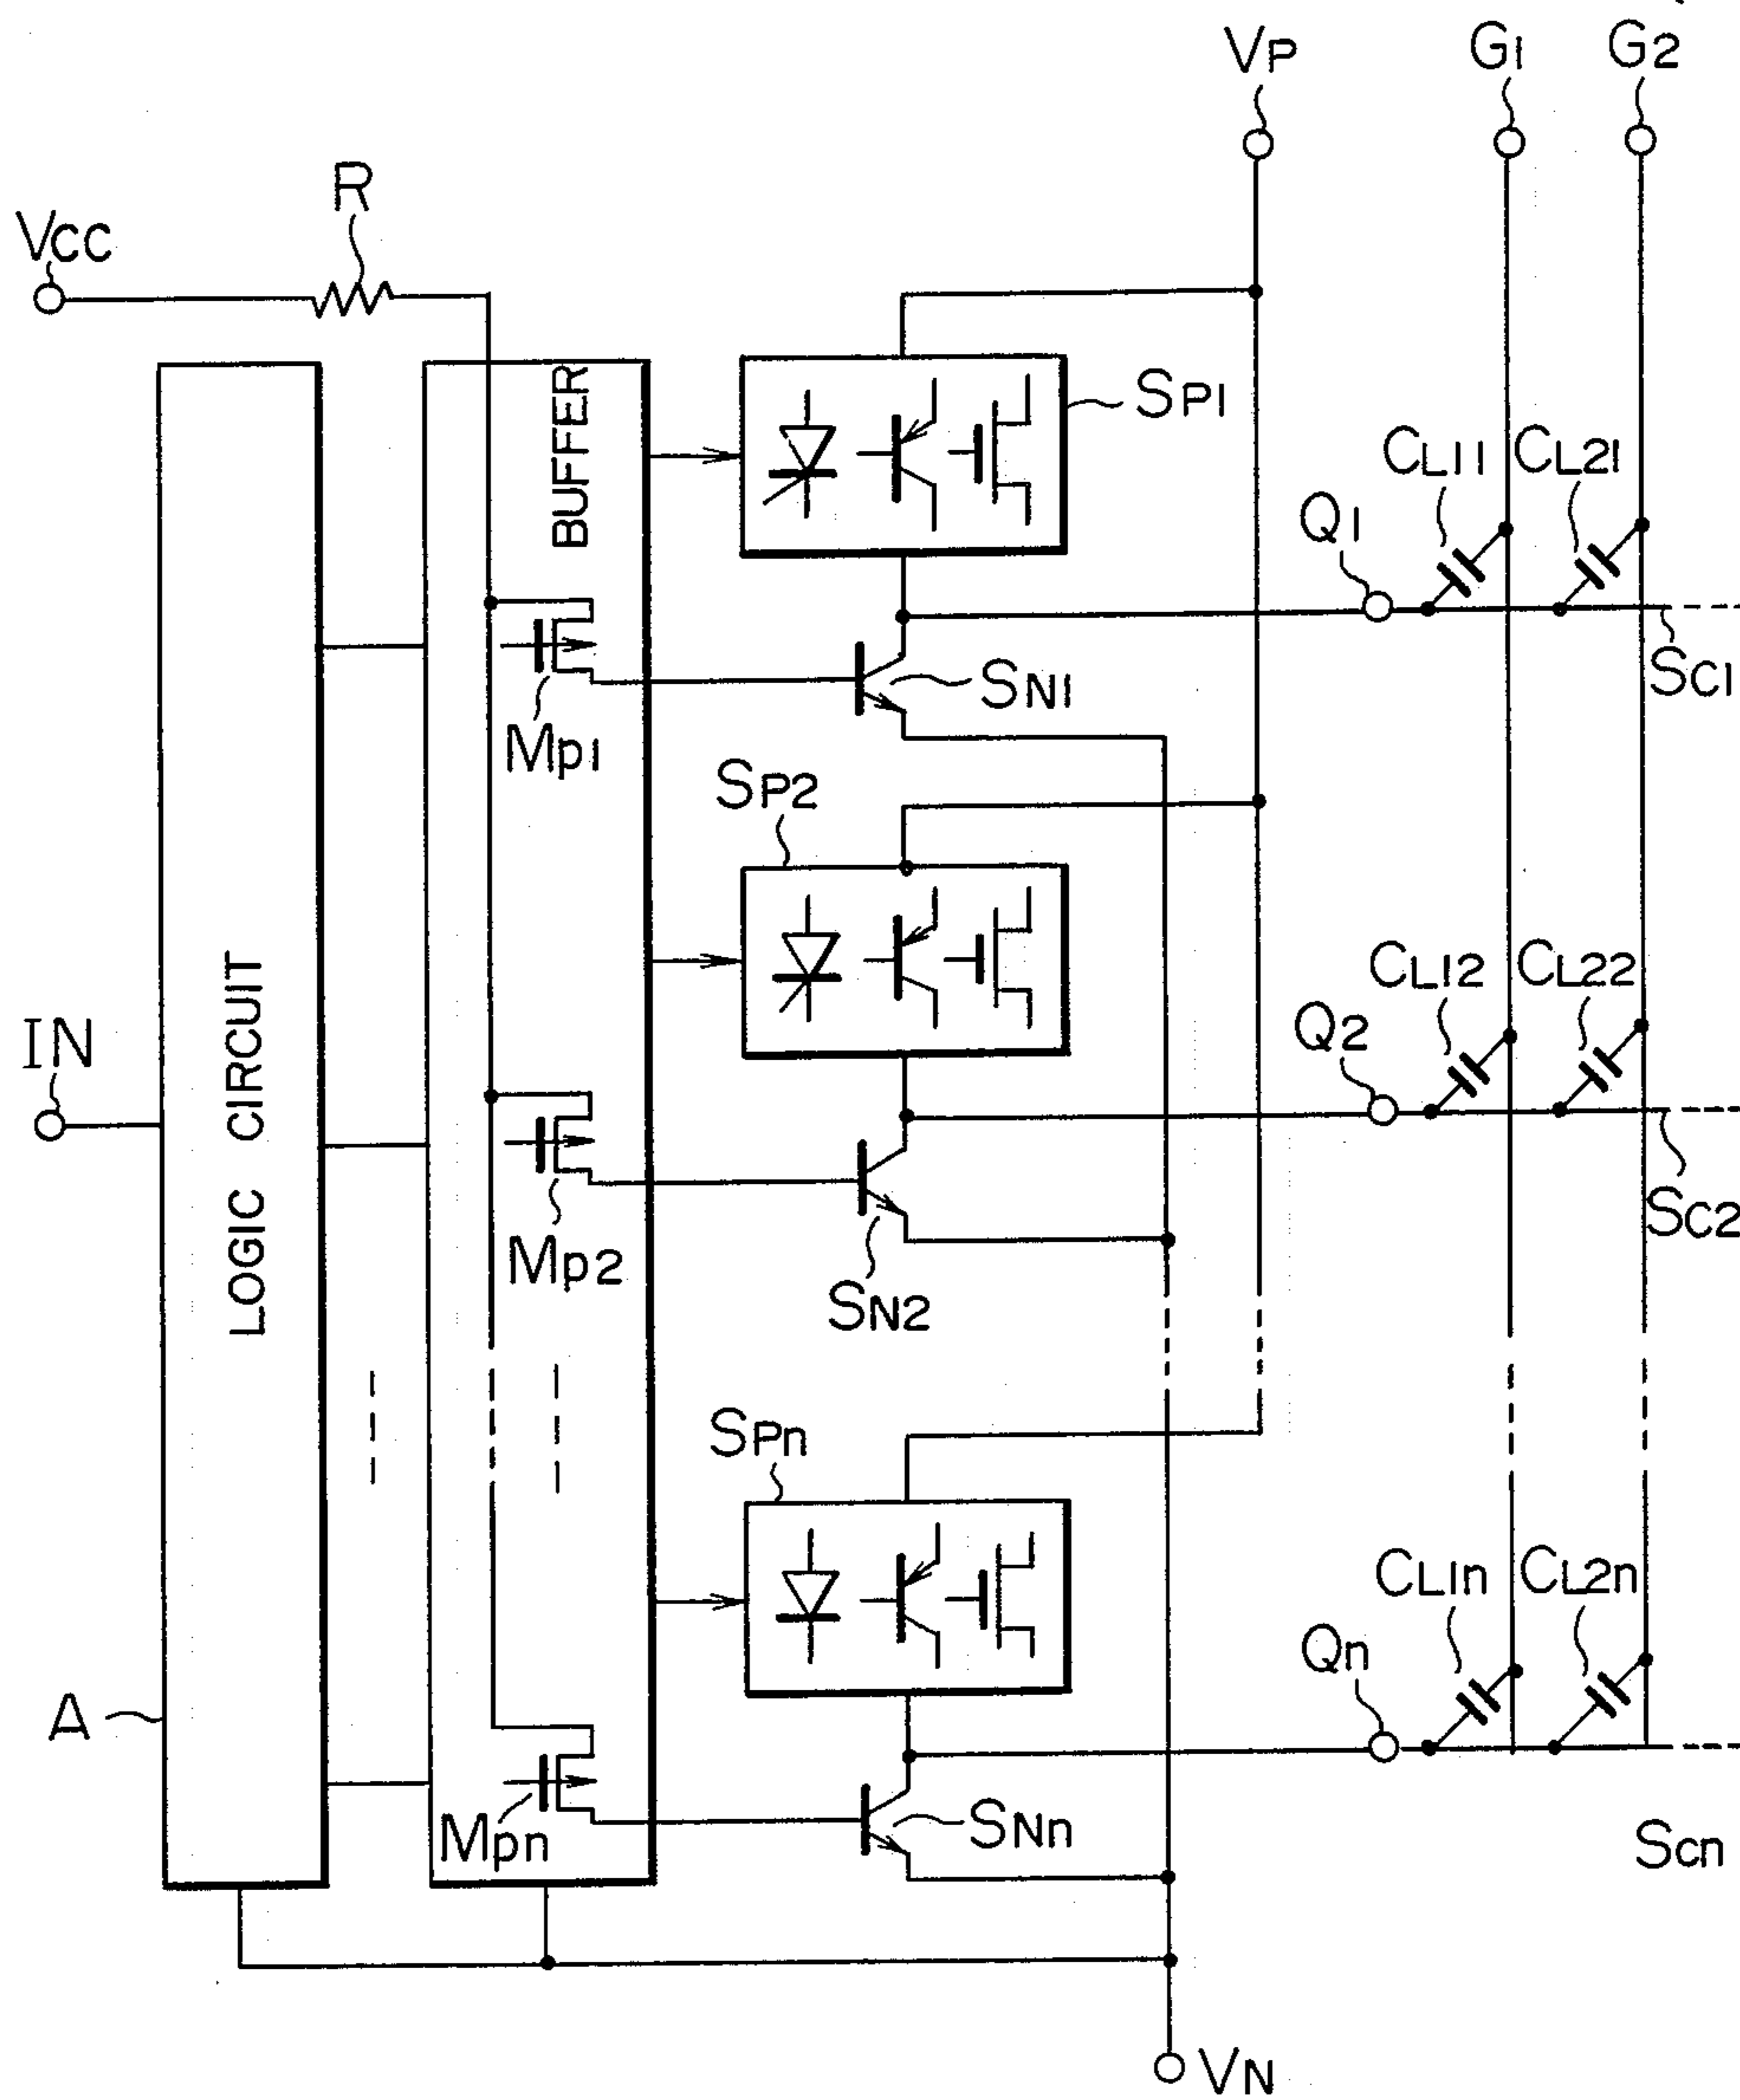 VP
G1
G2
R
VCC
BUFFER
SP1
CL11
CL21
Q1
SC1
SN1
Mp1
SP2
LOGIC CIRCUIT
CL12
CL22
Q2
IN
SC2
Mp2
SN2
SPn
CL1n
CL2n
Qn
A
Mpn
SNn
Scn
VN